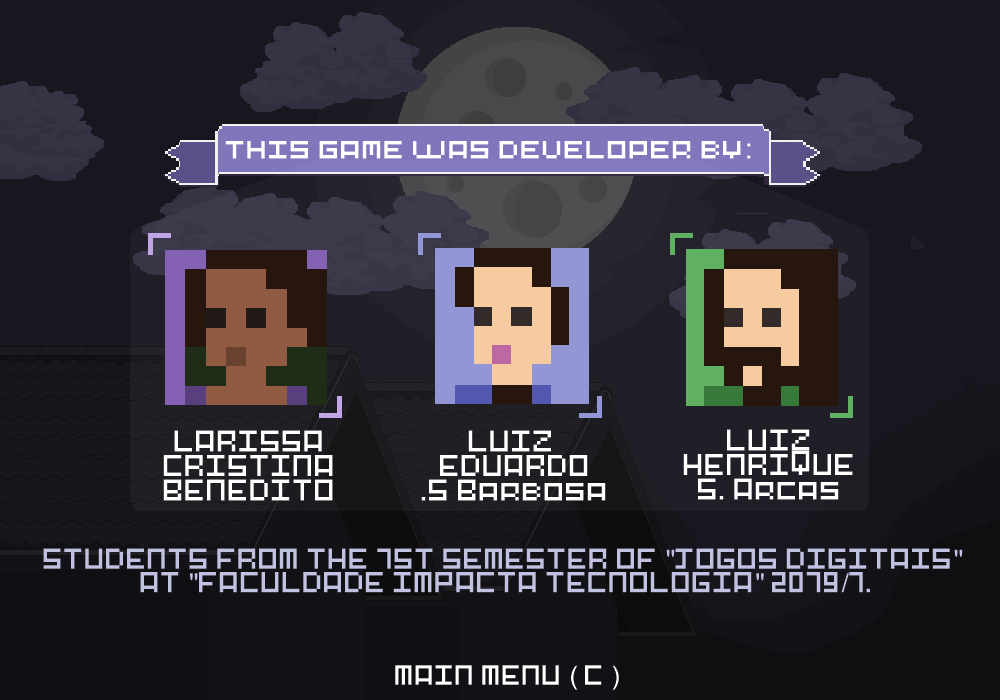 THIS GAME WAS DEVELOPER BY:
LARISSA
CRISTINA
BENEDITO
LUIZ
EDUARDO
.S BARBOSA
LUIZ
HENRIQUE
S. ARCAS
STUDENTS FROM THE 1ST SEMESTER OF "JOGOS DIGITAIS"
AT "FACULDADE IMPACTA TECNOLOGIA" 2019/1.
MAIN MENU ( C )